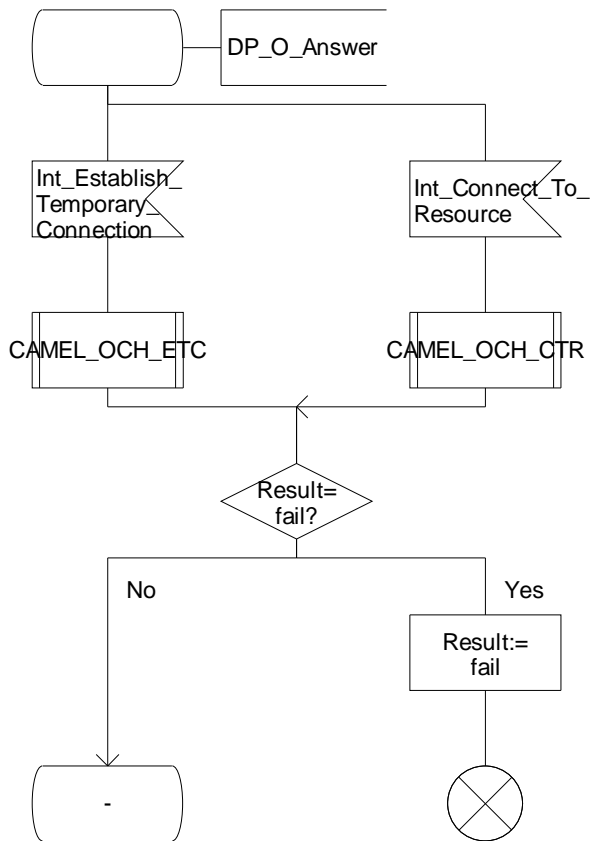 DP_O_Answer
Int_Establish_
Temporary_
Connection
Int_Connect_To_
Resource
CAMEL_OCH_ETC
CAMEL_OCH_CTR
Result=
fail?
No
Yes
Result:=
fail
-